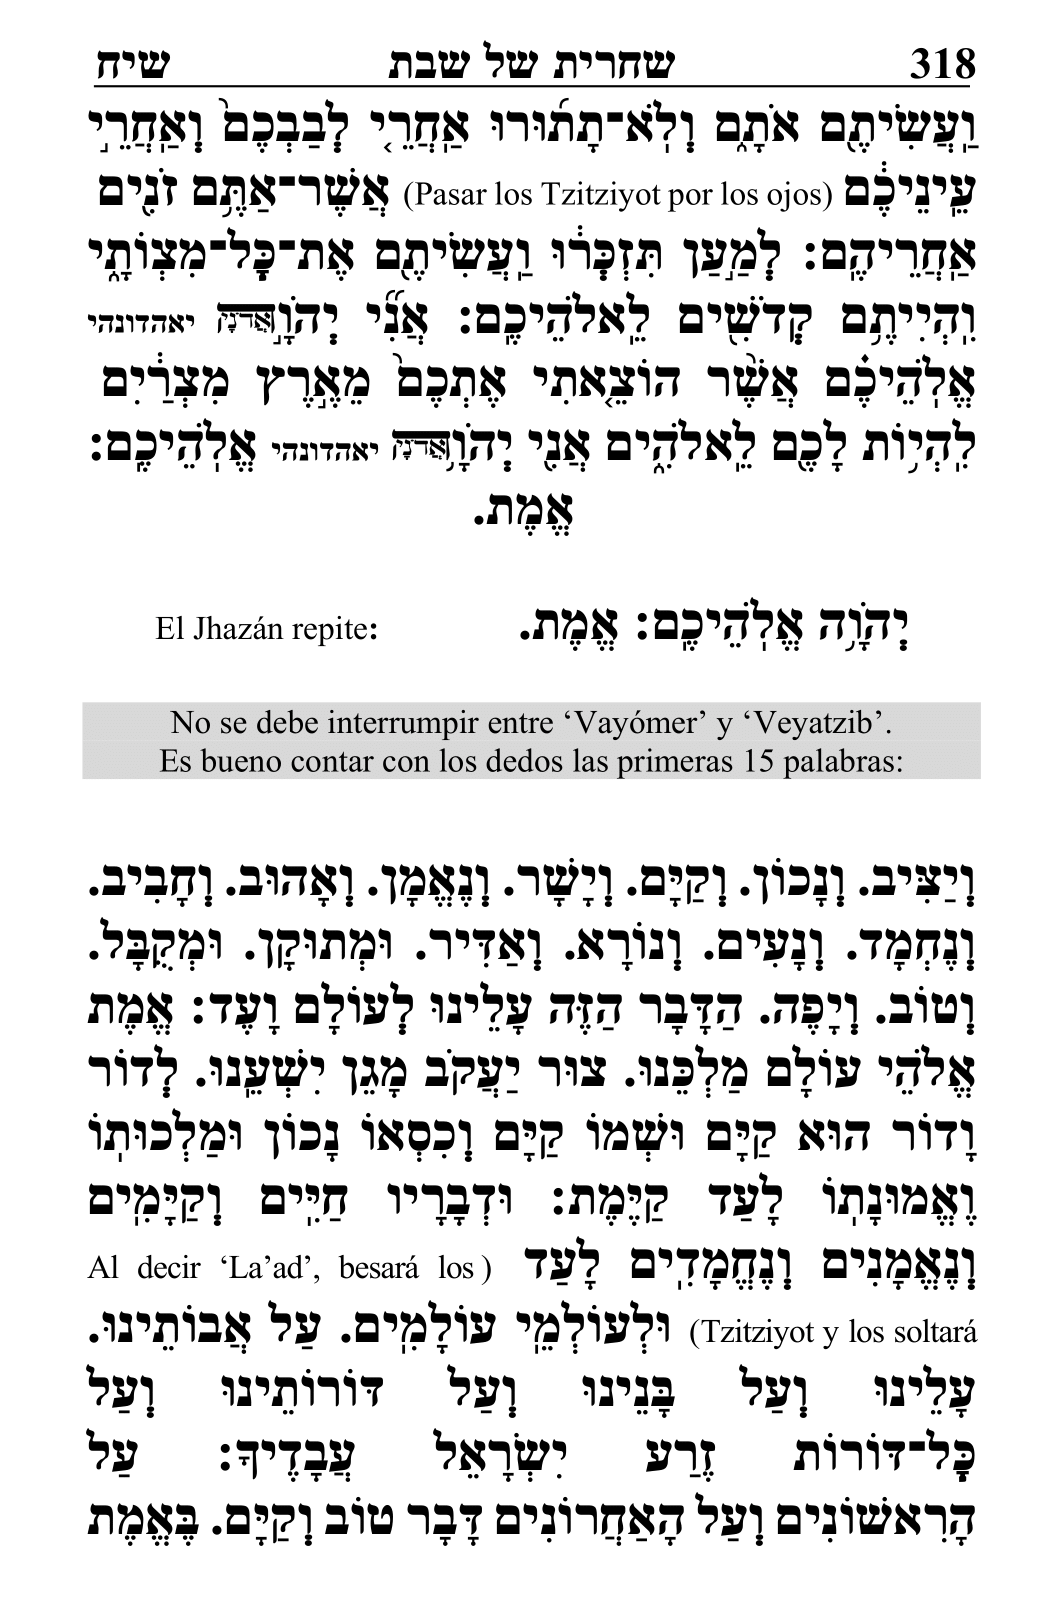 318 שחרית של שבת שיח
וַעֲשִׂיתֶ֖ם אֹתָ֑ם וְלֹֽא־תָת֜וּרוּ אַחֲרֵ֤י לְבַבְכֶם֙ וְאַחֲרֵ֣י
עֵֽינֵיכֶ֔ם (Pasar los Tzitziyot por los ojos) אֲשֶׁר־אַתֶּ֥ם זֹנִ֖ים
אַחֲרֵיהֶֽם׃ לְמַ֣עַן תִּזְכְּר֔וּ וַעֲשִׂיתֶ֖ם אֶת־כׇּל־מִצְוֹתָ֑י
וִהְיִיתֶ֥ם קְדֹשִׁ֖ים לֵאלֹהֵיכֶֽם׃ אֲנִ֞י יְהֹוָ֣ה אֲדֹנָי יאהדונהי
אֱלֹֽהֵיכֶ֗ם אֲשֶׁ֨ר הוֹצֵ֤אתִי אֶתְכֶם֙ מֵאֶ֣רֶץ מִצְרַ֔יִם
לִהְי֥וֹת לָכֶ֖ם לֵאלֹהִ֑ים אֲנִ֖י יְהֹוָ֥ה אֲדֹנָי יאהדונהי אֱלֹֽהֵיכֶֽם׃
אֱמֶת.
יְהֹוָ֥ה אֱלֹֽהֵיכֶֽם׃ אֱמֶת. El Jhazán repite:
No se debe interrumpir entre ‘Vayómer’ y ‘Veyatzib’.
Es bueno contar con los dedos las primeras 15 palabras:
וְיַצִּיב. וְנָכוֹן. וְקַיָּם. וְיָשָׁר. וְנֶאֱמָן. וְאָהוּב. וְחָבִיב.
וְנֶחְמָד. וְנָעִים. וְנוֹרָא. וְאַדִּיר. וּמְתוּקָן. וּמְקֻבָּל.
וְטוֹב. וְיָפֶה. הַדָּבָר הַזֶּה עָלֵינוּ לְעוֹלָם וָעֶד: אֱמֶת
אֱלֹהֵי עוֹלָם מַלְכֵּנוּ. צוּר יַעֲקֹב מָגֵן יִשְׁעֵנוּ. לְדוֹר
וָדוֹר הוּא קַיָּם וּשְׁמוֹ קַיָּם וְכִסְאוֹ נָכוֹן וּמַלְכוּתוֹ
וֶאֱמוּנָתוֹ לָעַד קַיֶּמֶת: וּדְבָרָיו חַיִּים וְקַיָּמִים
וְנֶאֱמָנִים וְנֶחֱמָדִים לָעַד (Al decir ‘La’ad’, besará los
Tzitziyot y los soltará) וּלְעוֹלְמֵי עוֹלָמִים. עַל אֲבוֹתֵינוּ.
עָלֵינוּ וְעַל בָּנֵינוּ וְעַל דּוֹרוֹתֵינוּ וְעַל
כׇּל־דּוֹרוֹת זֶרַע יִשְׂרָאֵל עֲבָדֶיךָ: עַל
הָרִאשׁוֹנִים וְעַל הָאַחֲרוֹנִים דָּבָר טוֹב וְקַיָּם. בֶּאֱמֶת